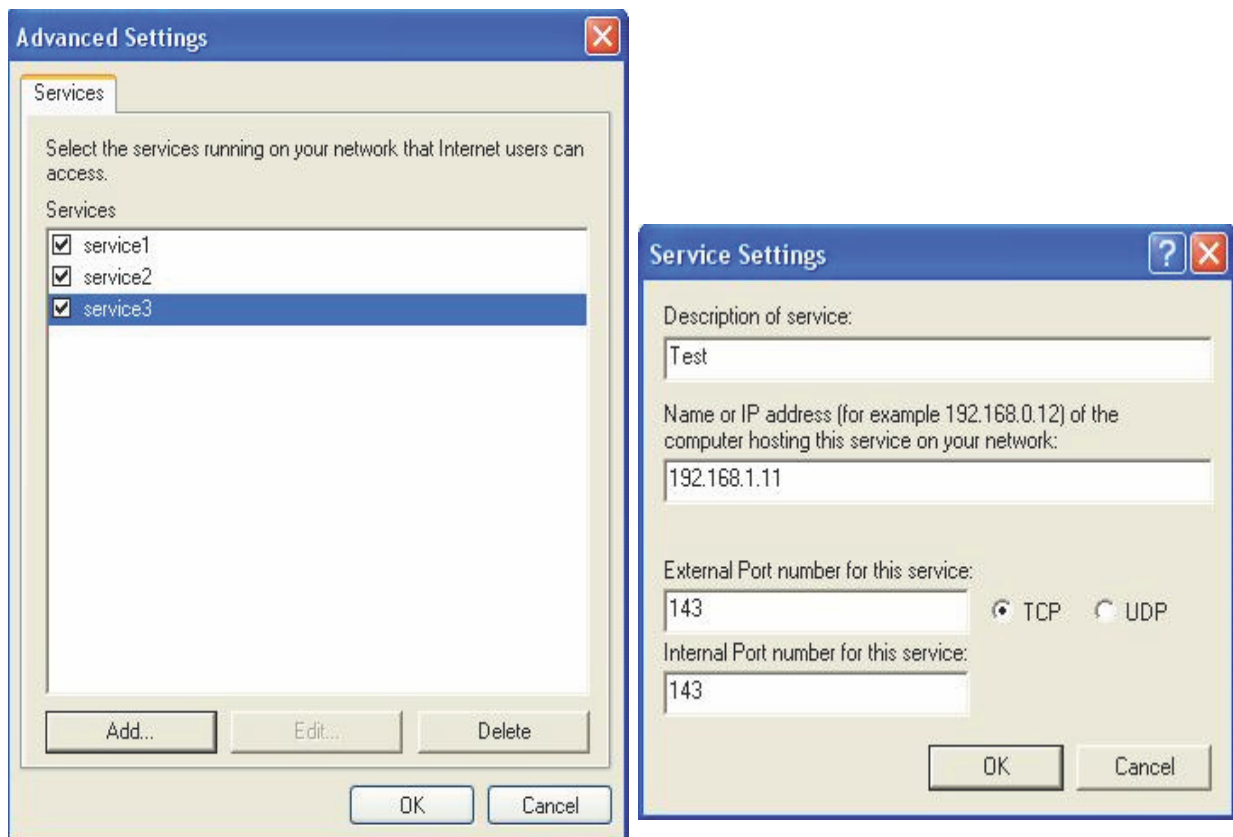 Advanced Settings
Services
Select the services running on your network that Internet users can
access.
Services
service1
service2
service3
Add...
Edit...
Delete
OK
Cancel
Service Settings
Description of service:
Test
Name or IP address (for example 192.168.0.12) of the
computer hosting this service on your network:
192.168.1.11
External Port number for this service:
143
TCP
UDP
Internal Port number for this service:
143
OK
Cancel